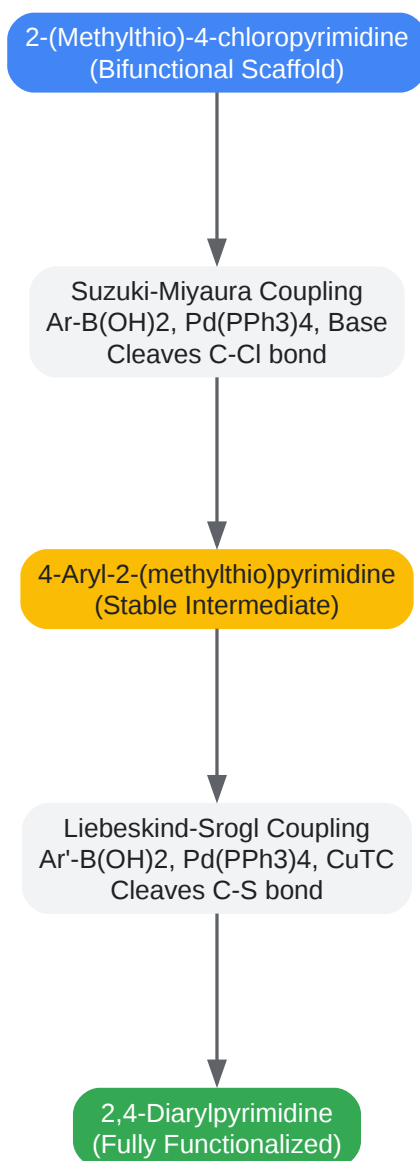 2-(Methylthio)-4-chloropyrimidine
(Bifunctional Scaffold)
Suzuki-Miyaura Coupling
Ar-B(OH)2, Pd(PPh3)4, Base
Cleaves C-Cl bond
4-Aryl-2-(methylthio)pyrimidine
(Stable Intermediate)
Liebeskind-Srogl Coupling
Ar'-B(OH)2, Pd(PPh3)4, CuTC
Cleaves C-S bond
2,4-Diarylpyrimidine
(Fully Functionalized)